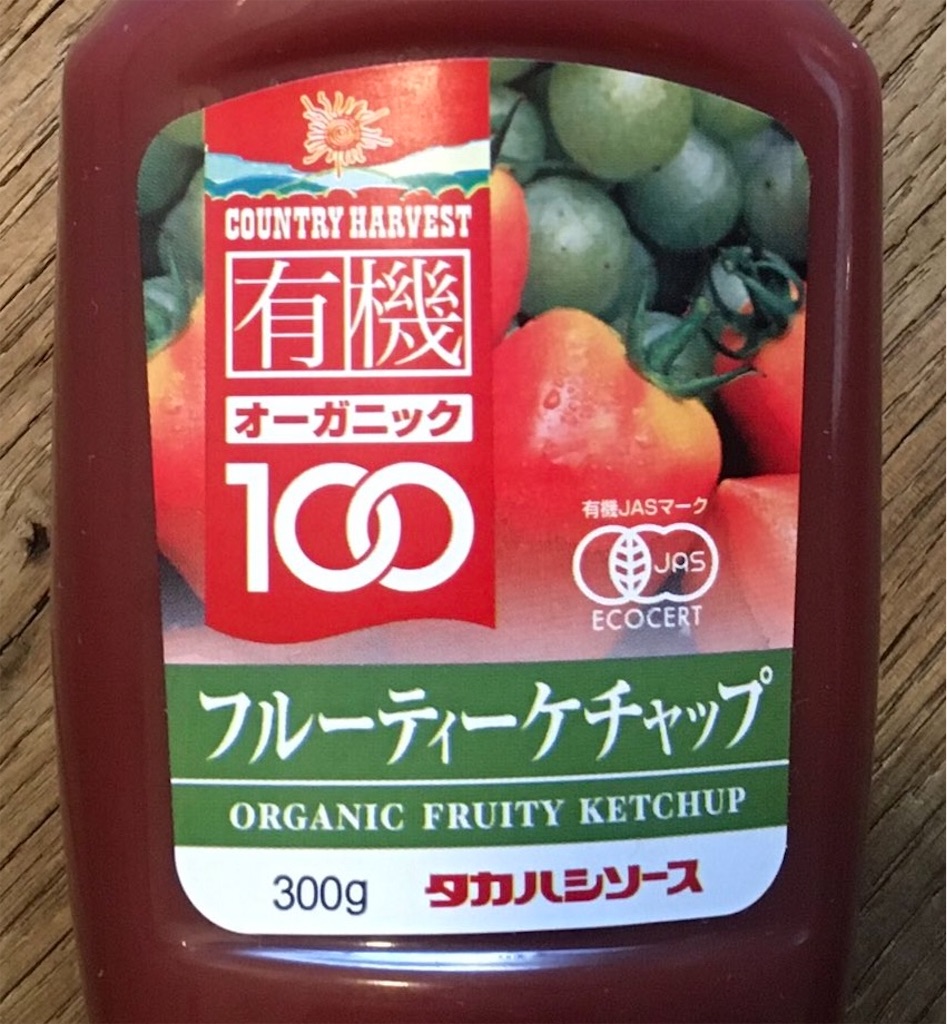 COUNTRY HARVEST
有機
オーガニック
100
有機JASマーク
JAS
ECOCERT
フルーティーケチャップ
ORGANIC FRUITY KETCHUP
300g タカハシソース